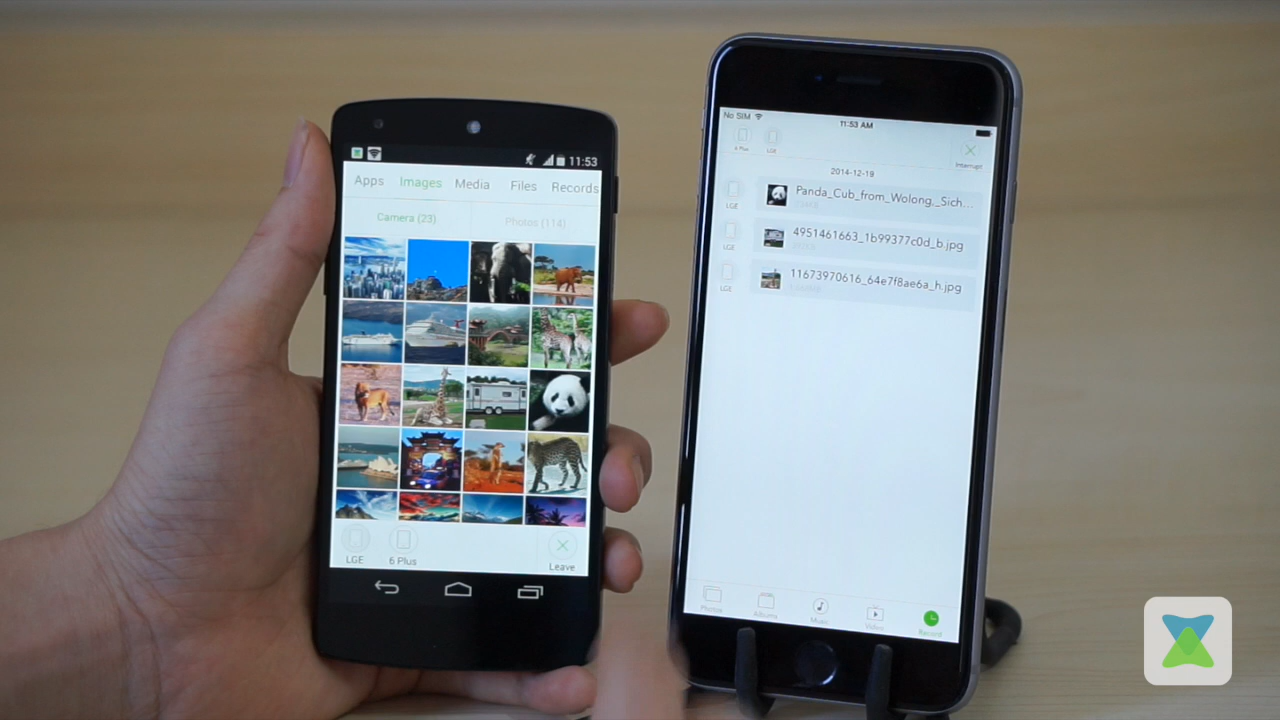 11:53
Apps Images Media Files Records
Camera (23) Photos (114)
LGE 6 Plus Leave
No SIM 11:53 AM
6 Plus LGE Interrupt
2014-12-19
Panda_Cub_from_Wolong,_Sich...
LGE
4951461663_1b99377c0d_b.jpg
LGE
11673970616_64e7f8ae6a_h.jpg
LGE
Photos Albums Music Video Record